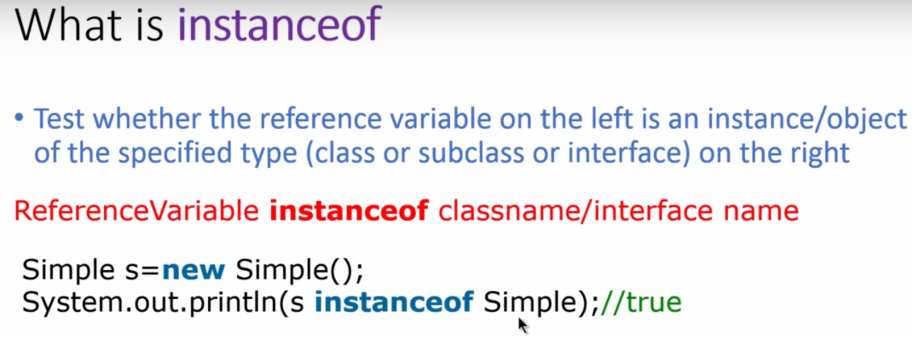 What is instanceof
• Test whether the reference variable on the left is an instance/object
of the specified type (class or subclass or interface) on the right
ReferenceVariable instanceof classname/interface name
Simple s=new Simple();
System.out.println(s instanceof Simple);//true